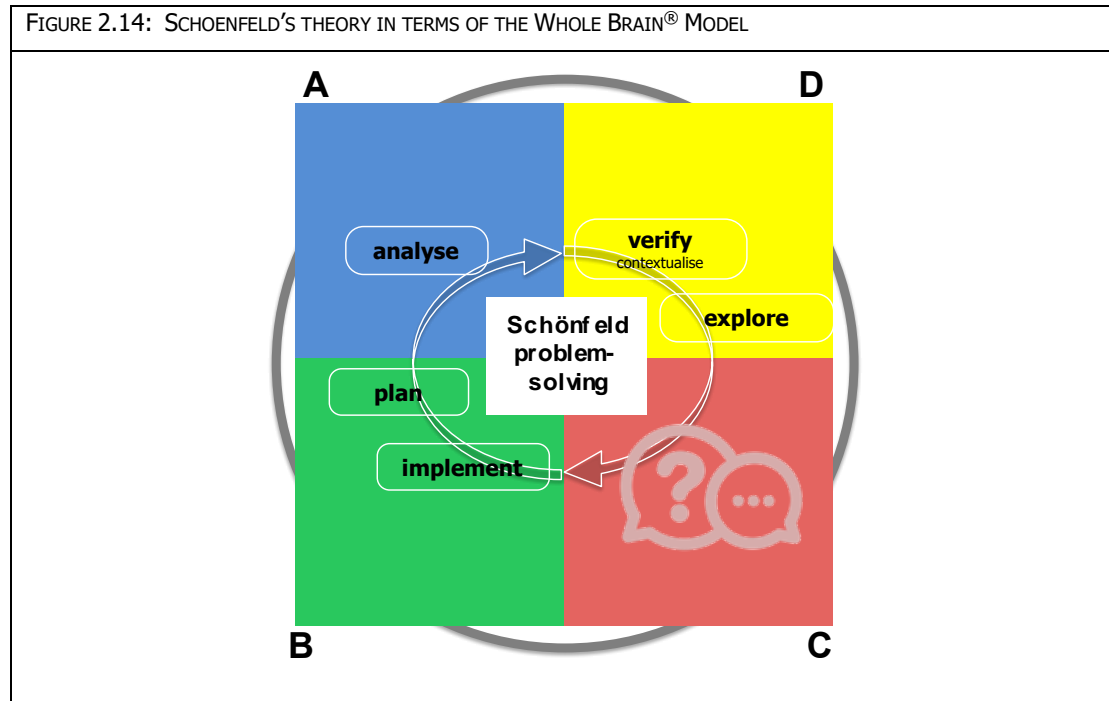 FIGURE 2.14: SCHOENFELD'S THEORY IN TERMS OF THE WHOLE BRAIN® MODEL
A
D
analyse
verify
contextualise
explore
Schönfeld
problem-
solving
plan
implement
?
...
B
C